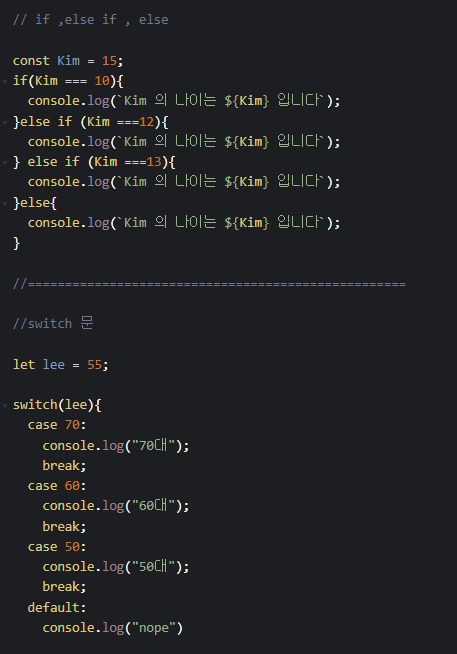 // if ,else if , else
const Kim = 15;
if(Kim === 10){
console.log(`Kim 의 나이는 ${Kim} 입니다`);
}else if (Kim ===12){
console.log(`Kim 의 나이는 ${Kim} 입니다`);
} else if (Kim ===13){
console.log(`Kim 의 나이는 ${Kim} 입니다`);
}else{
console.log(`Kim 의 나이는 ${Kim} 입니다`);
}
//===================================================
//switch 문
let lee = 55;
switch(lee){
case 70:
console.log("70대");
break;
case 60:
console.log("60대");
break;
case 50:
console.log("50대");
break;
default:
console.log("nope")